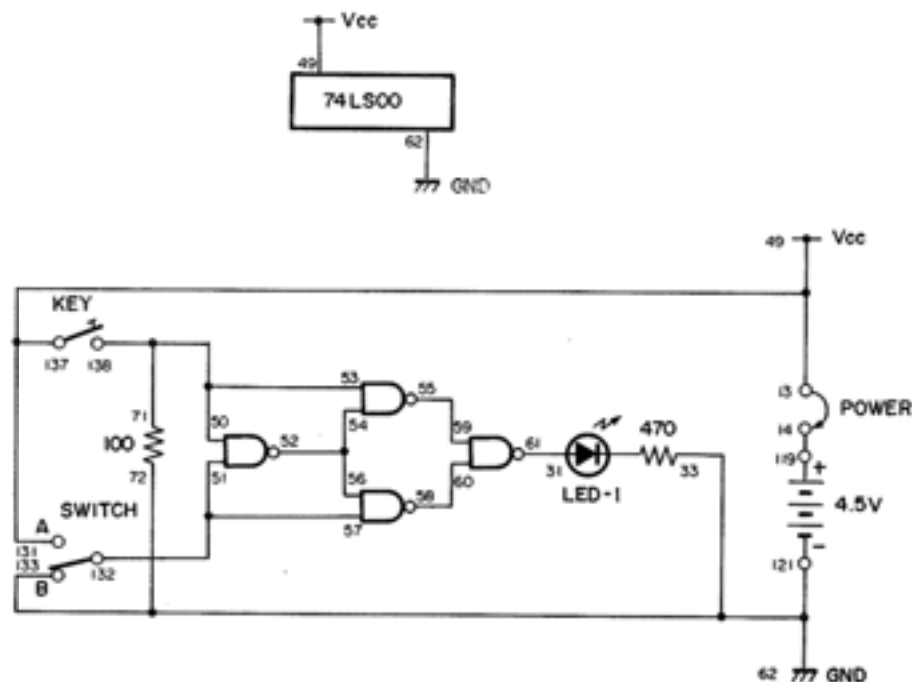 Vcc
49
74LS00
62
GND
49 Vcc
KEY
137 138
53 55
71 50 54 59
13
POWER
14
100 52 61 470
119 +
72 51 56 58 60 31 33
LED-1
4.5V
SWITCH 57
A
131
133 132
B
121 -
62 GND